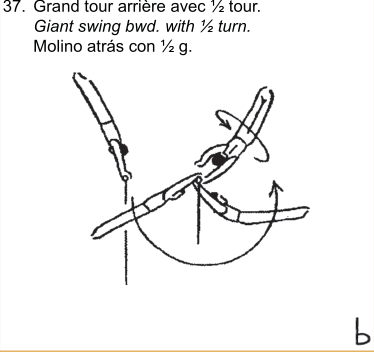 37. Grand tour arrière avec ½ tour.
Giant swing bwd. with ½ turn.
Molino atrás con ½ g.
b